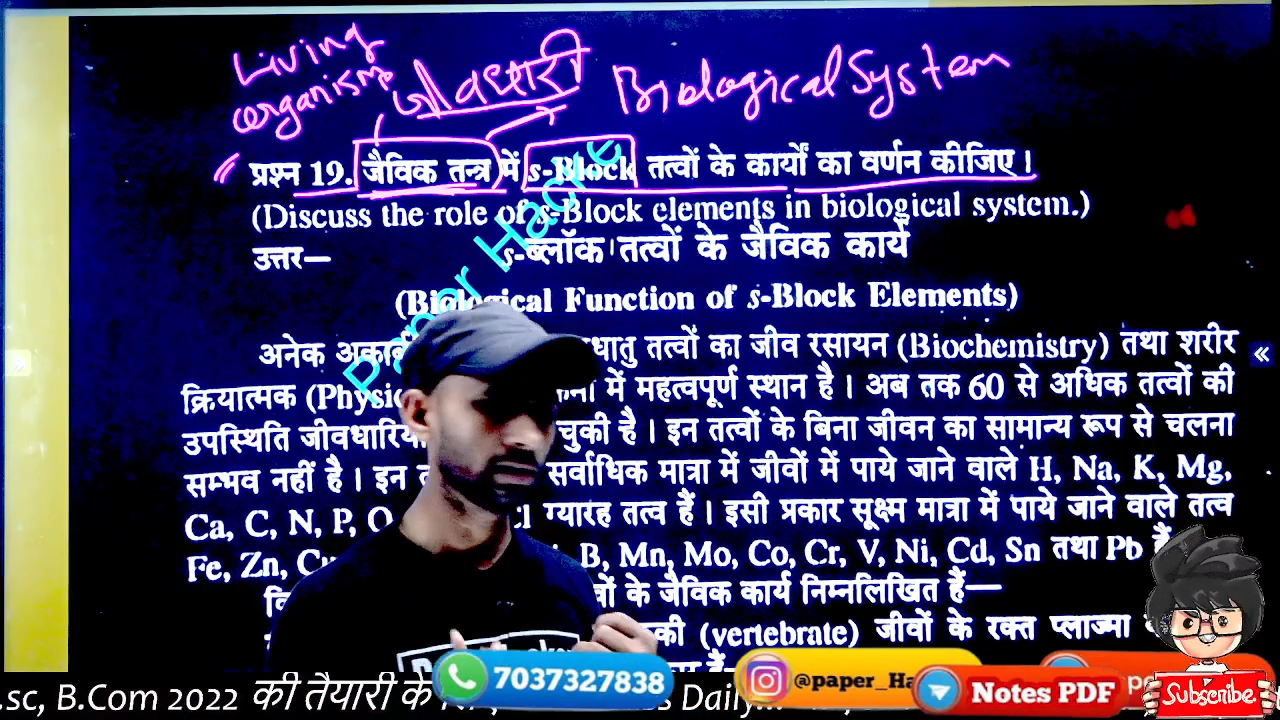 Living
organism जीवधारी Biological System
प्रश्न 19. जैविक तन्त्र में s-Block तत्वों के कार्यों का वर्णन कीजिए।
(Discuss the role of s-Block elements in biological system.)
उत्तर—
s-ब्लॉक तत्वों के जैविक कार्य
(Biological Function of s-Block Elements)
अनेक तत्वों का जीव रसायन (Biochemistry) तथा शरीर
क्रियात्मक में महत्वपूर्ण स्थान है। अब तक 60 से अधिक तत्वों की
उपस्थिति चुकी है। इन तत्वों के बिना जीवन का सामान्य रूप से चलना
सम्भव नहीं है। इन सर्वाधिक मात्रा में जीवों में पाये जाने वाले H, Na, K, Mg,
Ca, C, N, P, O ग्यारह तत्व हैं। इसी प्रकार सूक्ष्म मात्रा में पाये जाने वाले तत्व
Fe, Zn, B, Mn, Mo, Co, Cr, V, Ni, Cd, Sn तथा Pb
के जैविक कार्य निम्नलिखित हैं—
(vertebrate) जीवों के रक्त प्लाज्मा
Paper Hacke
7037327838
@paper_Ha
Notes PDF
Subscribe
.sc, B.Com 2022 की तैयारी के Daily...